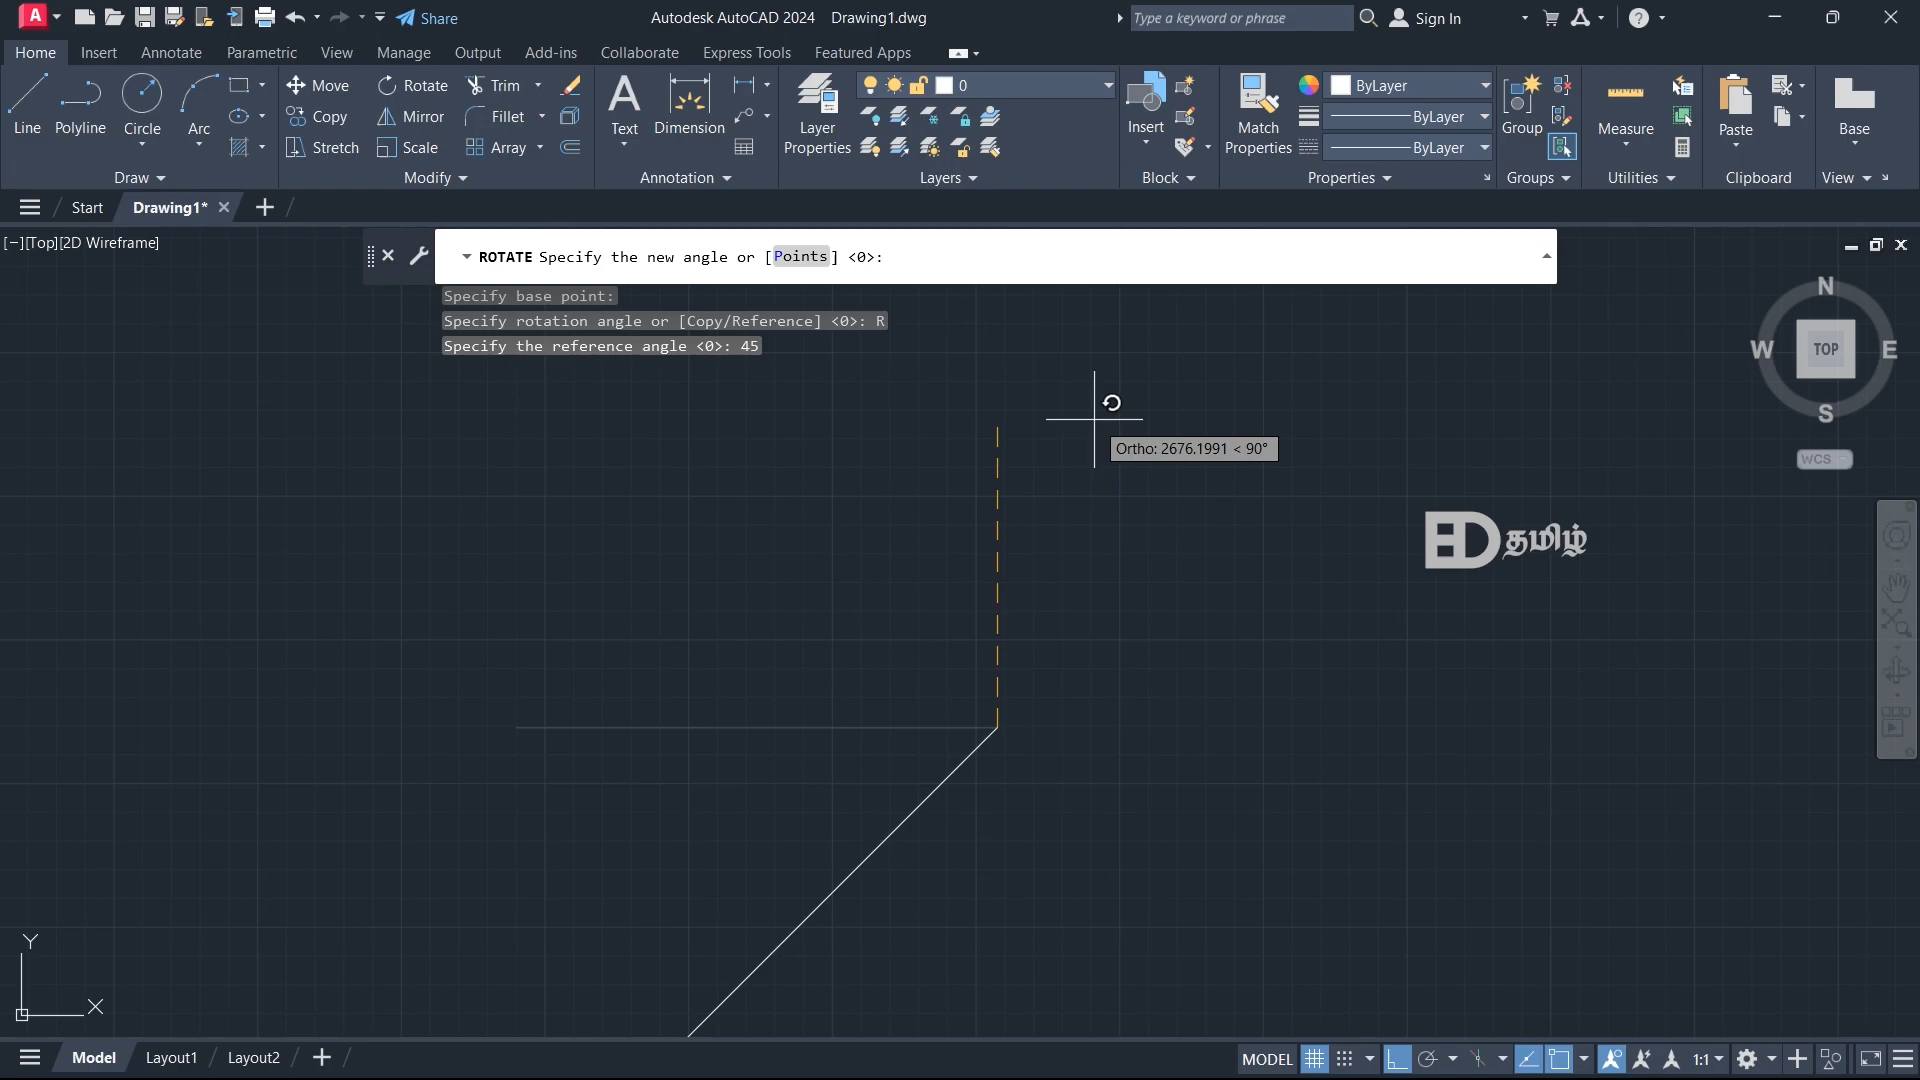 Share
Autodesk AutoCAD 2024 Drawing1.dwg
Type a keyword or phrase
Sign In
Home Insert Annotate Parametric View Manage Output Add-ins Collaborate Express Tools Featured Apps
Line Polyline Circle Arc
Move Rotate Trim
Copy Mirror Fillet
Stretch Scale Array
Text Dimension
Layer Properties
0
Insert
Match Properties
ByLayer
ByLayer
ByLayer
Group
Measure
Paste
Base
Draw Modify Annotation Layers Block Properties Groups Utilities Clipboard View
Start Drawing1*
[−][Top][2D Wireframe]
ROTATE Specify the new angle or [Points] <0>:
Specify base point:
Specify rotation angle or [Copy/Reference] <0>: R
Specify the reference angle <0>: 45
Ortho: 2676.1991 < 90°
N
W TOP E
S
WCS
ED தமிழ்
Y
X
Model Layout1 Layout2
MODEL
1:1